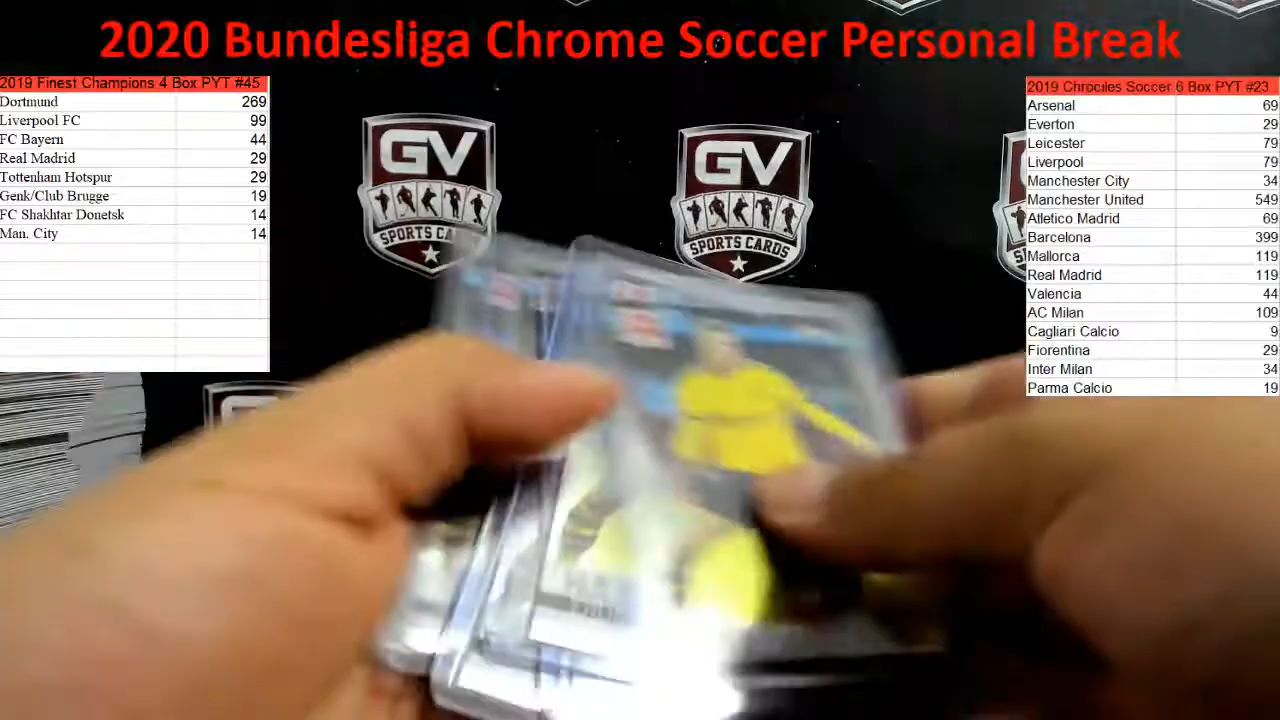 2020 Bundesliga Chrome Soccer Personal Break
2019 Finest Champions 4 Box PYT #45
Dortmund 269
Liverpool FC 99
FC Bayern 44
Real Madrid 29
Tottenham Hotspur 29
Genk/Club Brugge 19
FC Shakhtar Donetsk 14
Man. City 14
2019 Chrociles Soccer 6 Box PYT #23
Arsenal 69
Everton 29
Leicester 79
Liverpool 79
Manchester City 34
Manchester United 549
Atletico Madrid 69
Barcelona 399
Mallorca 119
Real Madrid 119
Valencia 44
AC Milan 109
Cagliari Calcio 9
Fiorentina 29
Inter Milan 34
Parma Calcio 19
GV
SPORTS CA
GV
SPORTS CARDS